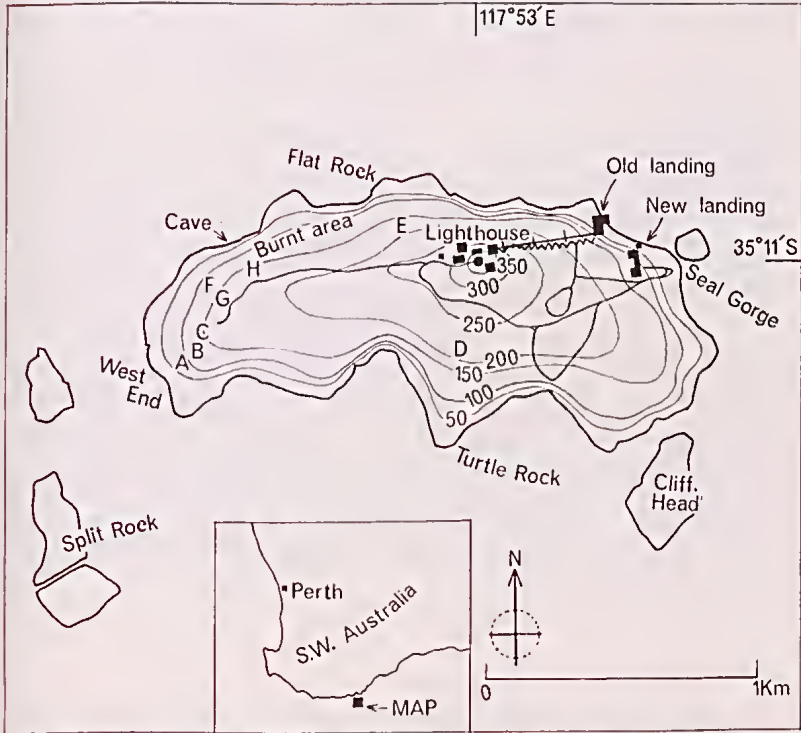 117°53′E
Flat Rock
Old landing
Cave
Burnt area
E
Lighthouse
New landing
35°11′S
H
350
Seal Gorge
F
G
300
250
C
B
A
D
200
150
100
50
West
End
Turtle Rock
Cliff.
Head
Split Rock
Perth
S.W. Australia
MAP
N
0
1Km